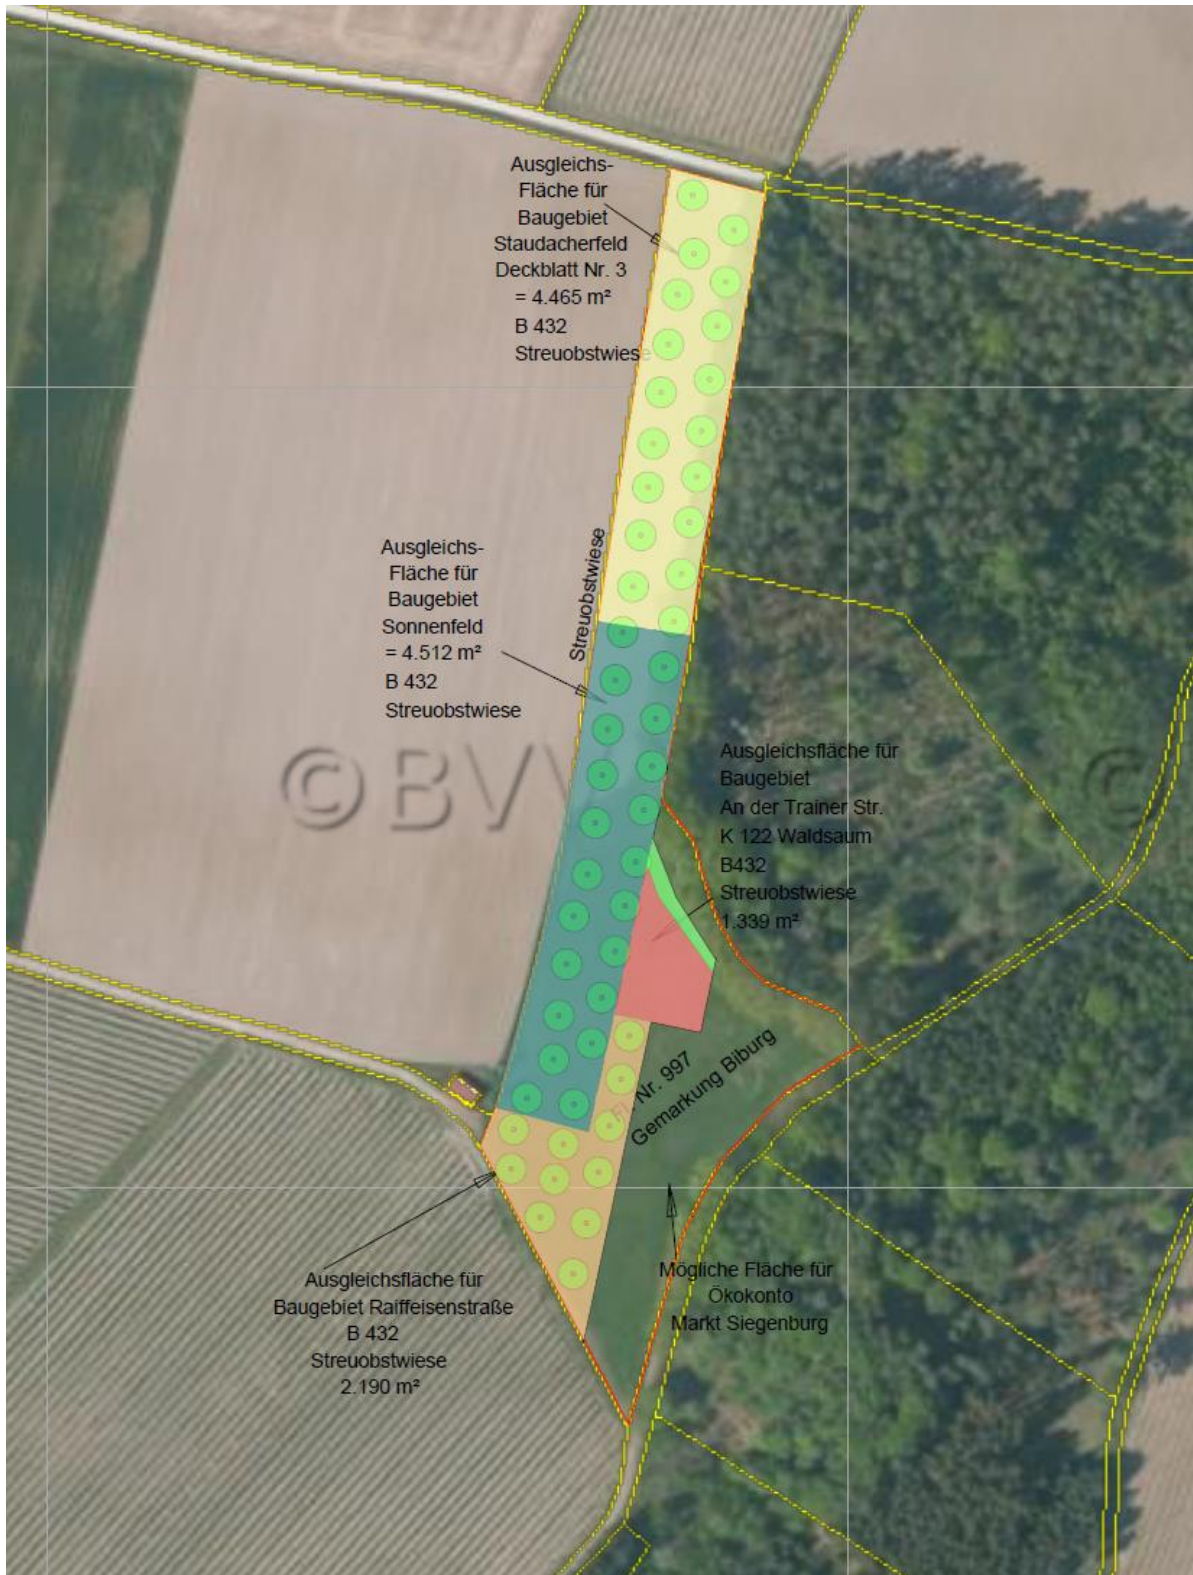 Ausgleichs-
Fläche für
Baugebiet
Staudacherfeld
Deckblatt Nr. 3
= 4.465 m²
B 432
Streuobstwiese
Streuobstwiese
Ausgleichs-
Fläche für
Baugebiet
Sonnenfeld
= 4.512 m²
B 432
Streuobstwiese
©BV
©
Ausgleichsfläche für
Baugebiet
An der Trainer Str.
K 122 Waldsaum
B432
Streuobstwiese
1.339 m²
Nr. 997
Gemarkung Biburg
Ausgleichsfläche für
Baugebiet Raiffeisenstraße
B 432
Streuobstwiese
2.190 m²
Mögliche Fläche für
Ökokonto
Markt Siegenburg